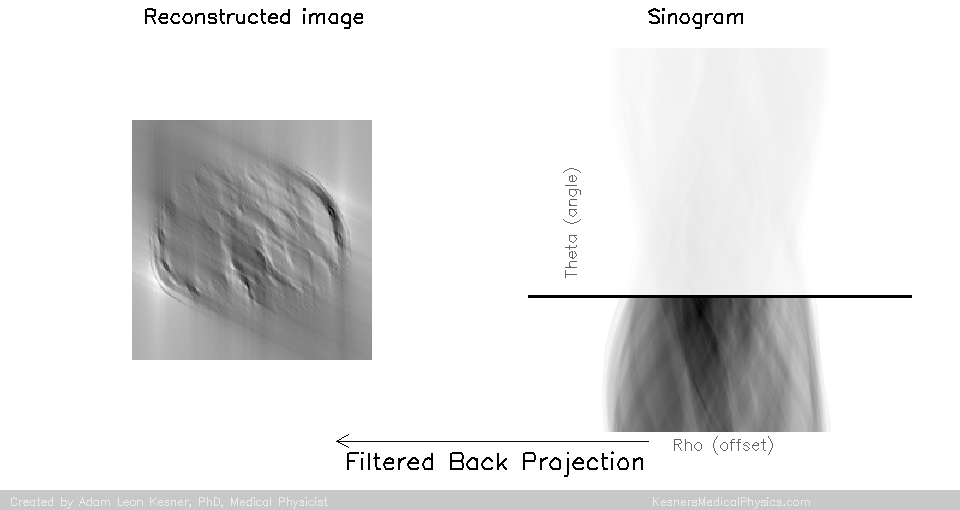 Reconstructed image
Sinogram
Theta (angle)
Rho (offset)
Filtered Back Projection
Created by Adam Leon Kesner, PhD, Medical Physicist
KesnersMedicalPhysics.com